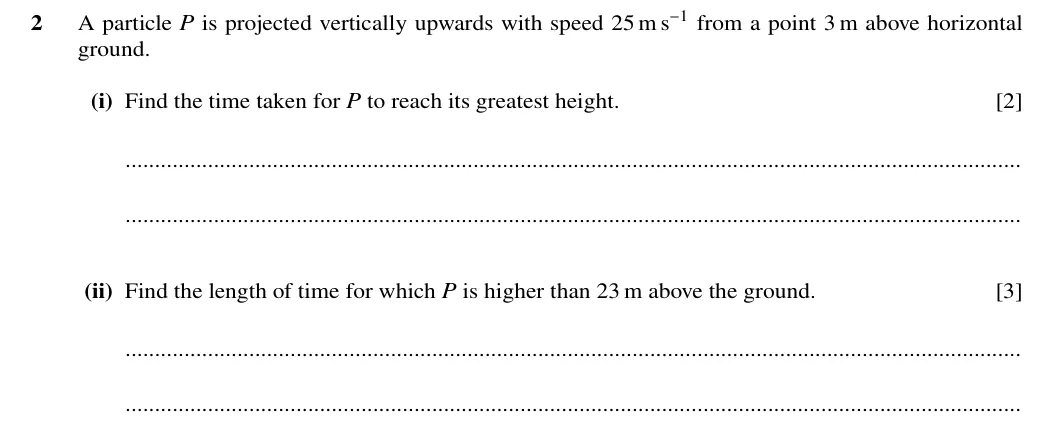 2 A particle P is projected vertically upwards with speed 25 m s⁻¹ from a point 3 m above horizontal
ground.
(i) Find the time taken for P to reach its greatest height. [2]
(ii) Find the length of time for which P is higher than 23 m above the ground. [3]